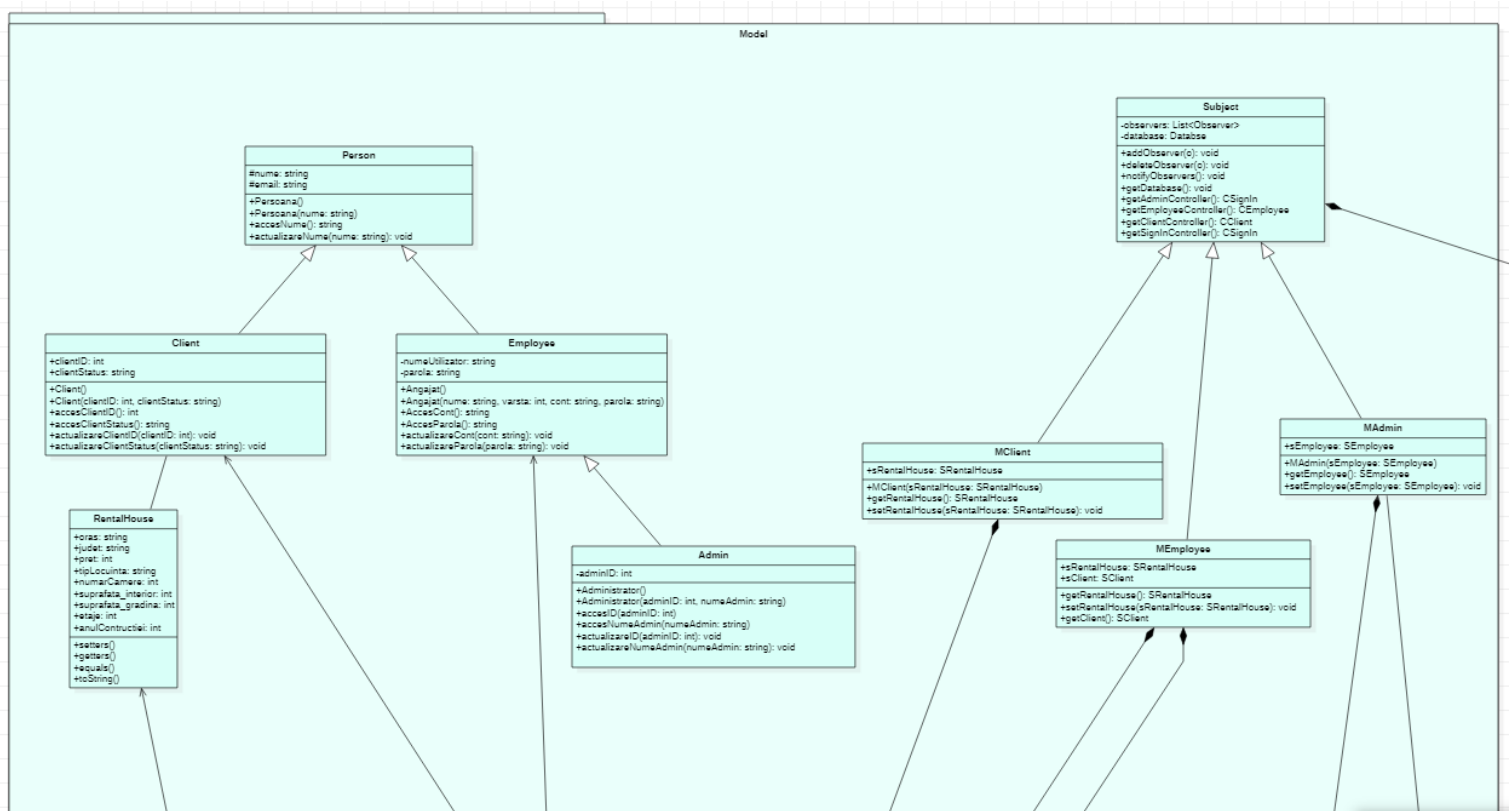 Model
Person
#nume: string
#email: string
+Persoana()
+Persoana(nume: string)
+accesNume(): string
+actualizareNume(nume: string): void
Subject
-observers: List<Observer>
-database: Databse
+addObserver(o): void
+deleteObserver(o): void
+notifyObservers(): void
+getDatabase(): void
+getAdminController(): CSignIn
+getEmployeeController(): CEmployee
+getClientController(): CClient
+getSignInController(): CSignIn
Client
+clientID: int
+clientStatus: string
+Client()
+Client(clientID: int, clientStatus: string)
+accesClientID(): int
+accesClientStatus(): string
+actualizareClientID(clientID: int): void
+actualizareClientStatus(clientStatus: string): void
Employee
-numeUtilizator: string
-parola: string
+Angajat()
+Angajat(nume: string, varsta: int, cont: string, parola: string)
+AccesCont(): string
+AccesParola(): string
+actualizareCont(cont: string): void
+actualizareParola(parola: string): void
MClient
+sRentalHouse: SRentalHouse
+MClient(sRentalHouse: SRentalHouse)
+getRentalHouse(): SRentalHouse
+setRentalHouse(sRentalHouse: SRentalHouse): void
MAdmin
+sEmployee: SEmployee
+MAdmin(sEmployee: SEmployee)
+getEmployee(): SEmployee
+setEmployee(sEmployee: SEmployee): void
RentalHouse
+oras: string
+judet: string
+pret: int
+tipLocuinta: string
+numarCamere: int
+suprafata_interior: int
+suprafata_gradina: int
+etaje: int
+anulContructiei: int
+setters()
+getters()
+equals()
+toString()
Admin
-adminID: int
+Administrator()
+Administrator(adminID: int, numeAdmin: string)
+accesID(adminID: int)
+accesNumeAdmin(numeAdmin: string)
+actualizareID(adminID: int): void
+actualizareNumeAdmin(numeAdmin: string): void
MEmployee
+sRentalHouse: SRentalHouse
+sClient: SClient
+getRentalHouse(): SRentalHouse
+setRentalHouse(sRentalHouse: SRentalHouse): void
+getClient(): SClient